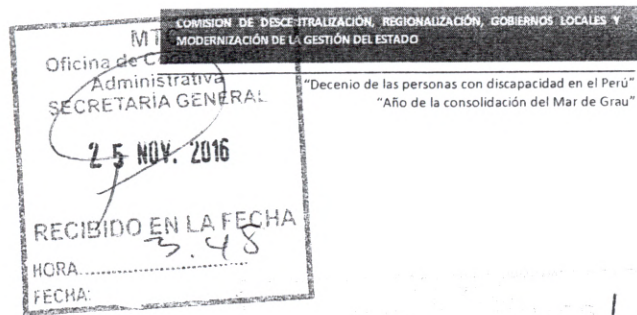 COMISION DE DESCENTRALIZACIÓN, REGIONALIZACIÓN, GOBIERNOS LOCALES Y
MODERNIZACIÓN DE LA GESTIÓN DEL ESTADO
"Decenio de las personas con discapacidad en el Perú"
"Año de la consolidación del Mar de Grau"
MTC
Oficina de
Administrativa
SECRETARÍA GENERAL
25 NOV. 2016
RECIBIDO EN LA FECHA
3.48
HORA
FECHA: